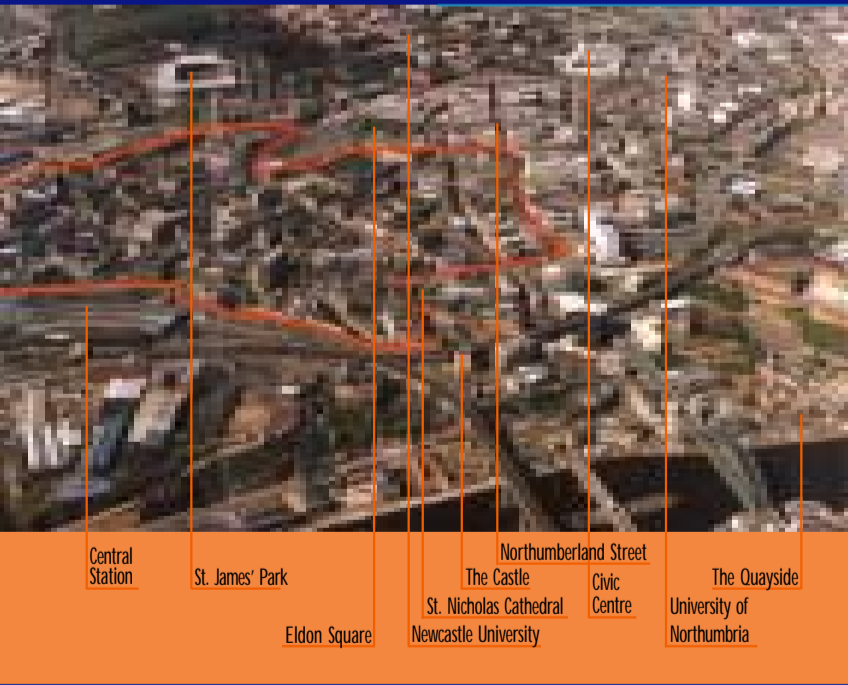 Central
Station
St. James' Park
Eldon Square
Newcastle University
St. Nicholas Cathedral
The Castle
Northumberland Street
Civic
Centre
University of
Northumbria
The Quayside